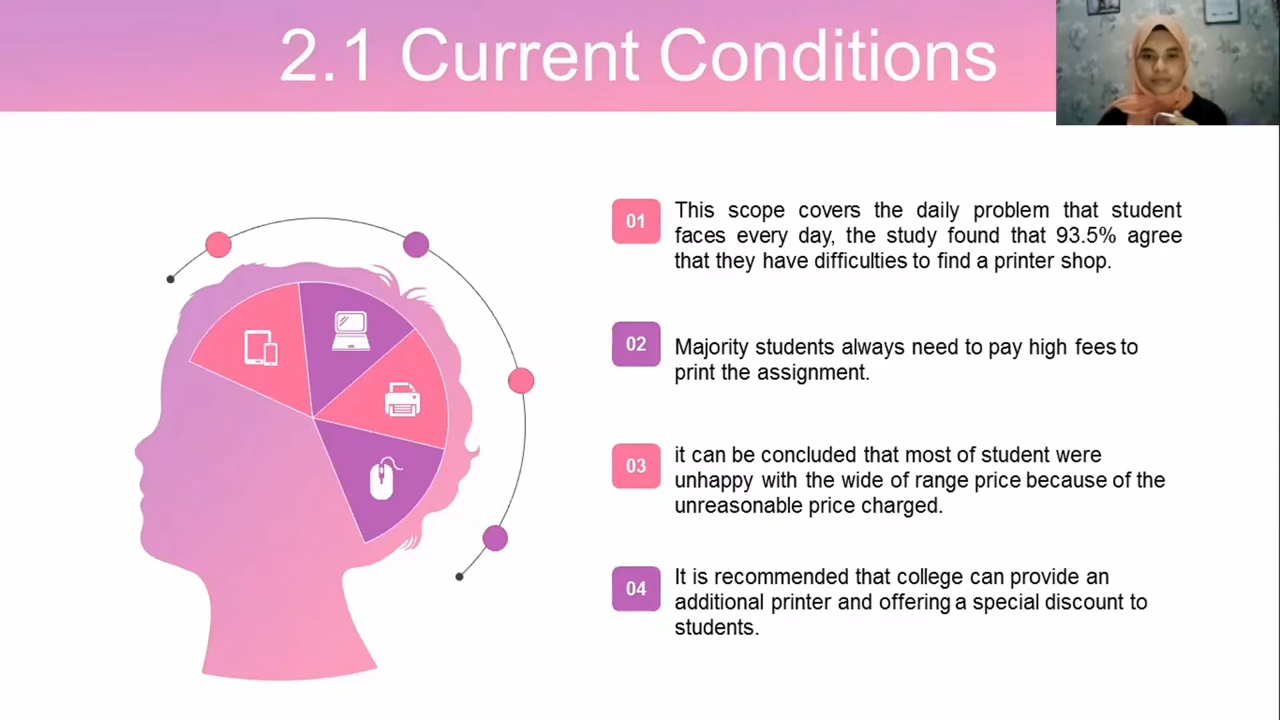 2.1 Current Conditions
01
This scope covers the daily problem that student
faces every day, the study found that 93.5% agree
that they have difficulties to find a printer shop.
02
Majority students always need to pay high fees to
print the assignment.
03
it can be concluded that most of student were
unhappy with the wide of range price because of the
unreasonable price charged.
04
It is recommended that college can provide an
additional printer and offering a special discount to
students.